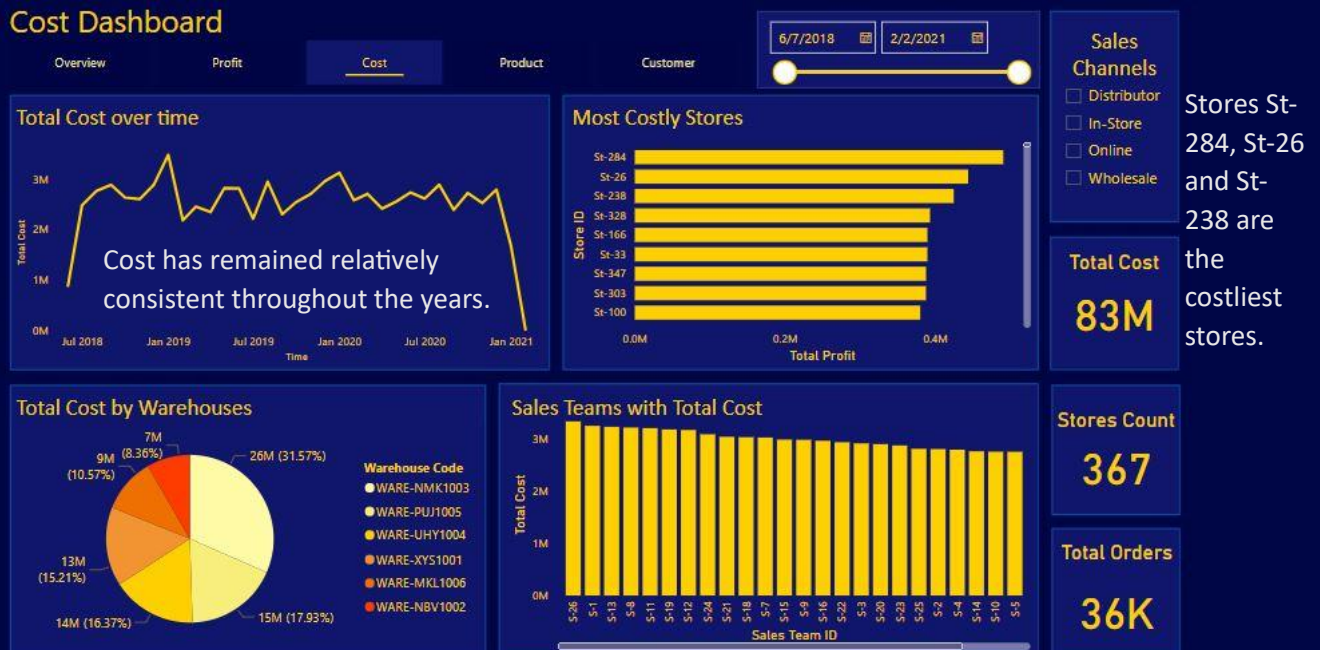 Cost Dashboard
Overview
Profit
Cost
Product
Customer
6/7/2018
2/2/2021
Sales
Channels
Distributor
In-Store
Online
Wholesale
Stores St-
284, St-26
and St-
238 are
the
costliest
stores.
Total Cost over time
3M
2M
1M
0M
Total Cost
Jul 2018
Jan 2019
Jul 2019
Jan 2020
Jul 2020
Jan 2021
Time
Cost has remained relatively
consistent throughout the years.
Most Costly Stores
Store ID
St-284
St-26
St-238
St-328
St-166
St-33
St-347
St-303
St-100
0.0M
0.2M
0.4M
Total Profit
Total Cost
83M
Total Cost by Warehouses
7M
(8.36%)
9M
(10.57%)
13M
(15.21%)
14M (16.37%)
15M (17.93%)
26M (31.57%)
Warehouse Code
WARE-NMK1003
WARE-PUJ1005
WARE-UHY1004
WARE-XYS1001
WARE-MKL1006
WARE-NBV1002
Sales Teams with Total Cost
3M
2M
1M
0M
Total Cost
S-26
S-1
S-13
S-8
S-11
S-19
S-12
S-24
S-21
S-18
S-7
S-15
S-9
S-16
S-22
S-3
S-20
S-23
S-25
S-2
S-4
S-14
S-10
S-5
Sales Team ID
Stores Count
367
Total Orders
36K